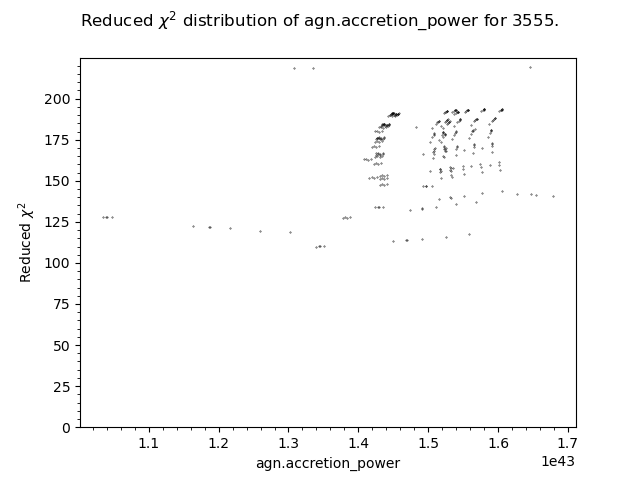 Reduced χ² distribution of agn.accretion_power for 3555.
Reduced χ²
200
175
150
125
100
75
50
25
0
1.1 1.2 1.3 1.4 1.5 1.6 1.7
1e43
agn.accretion_power